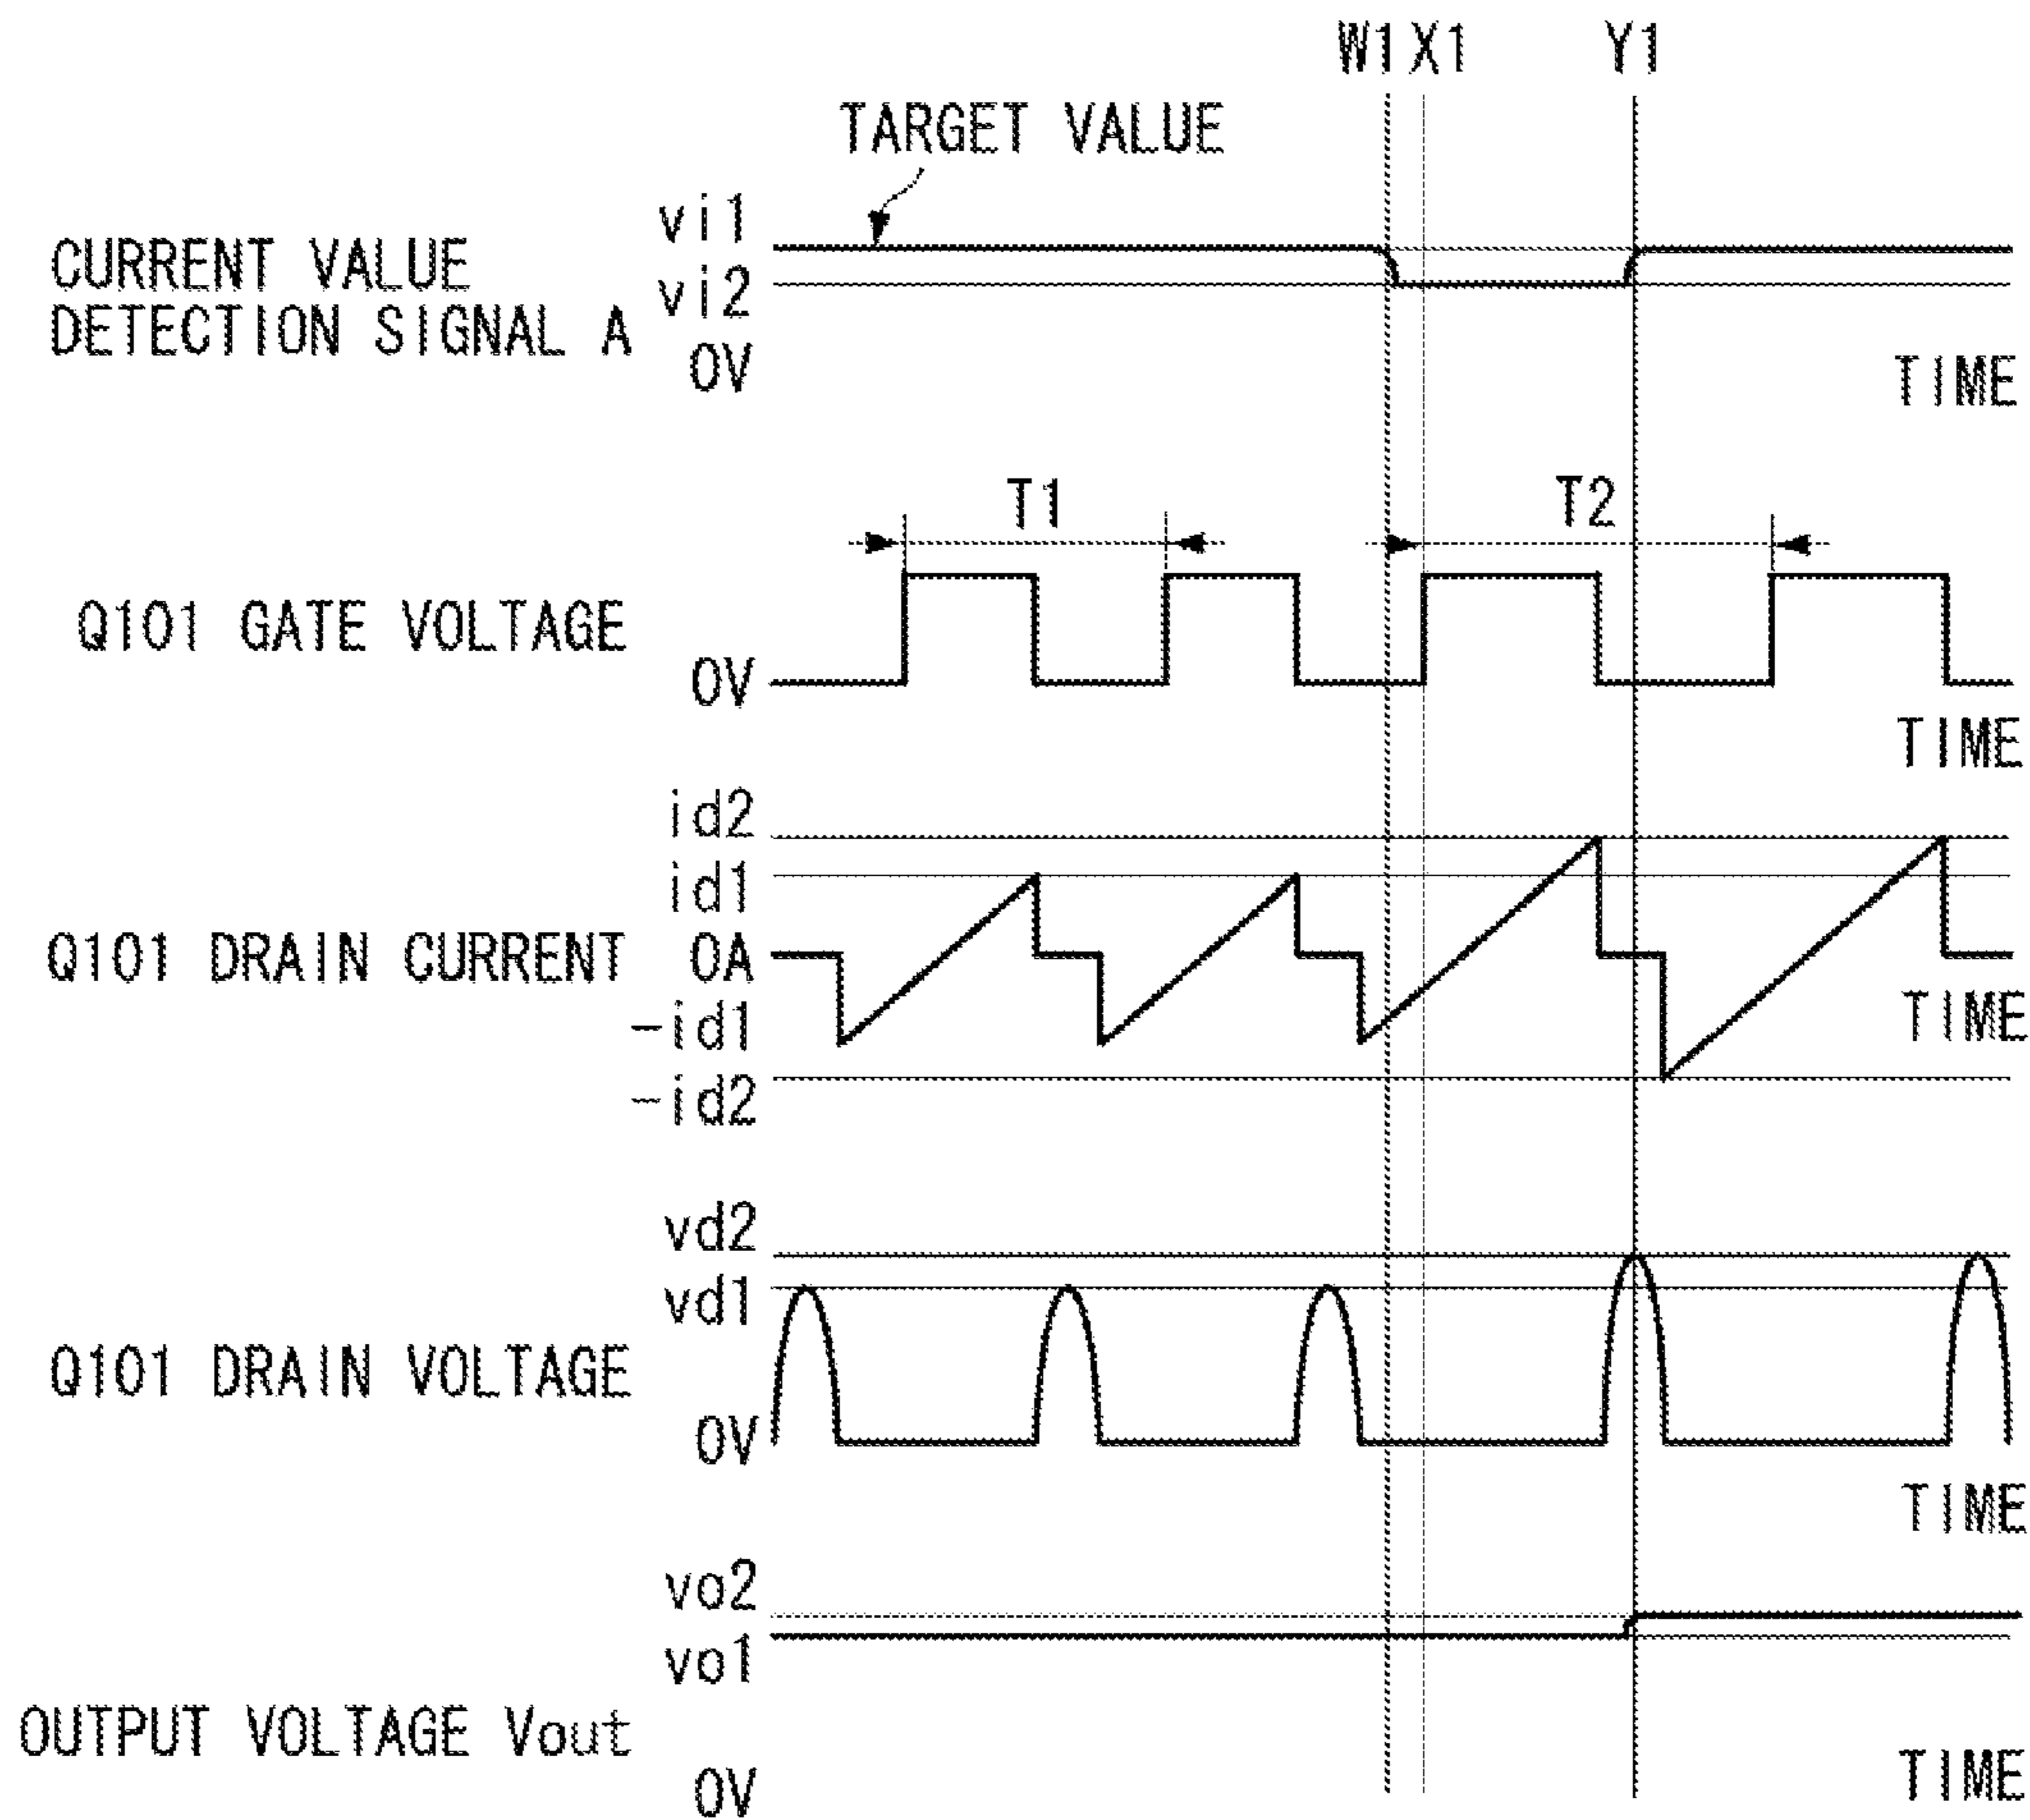 W1 X1 Y1
TARGET VALUE
vi1
CURRENT VALUE
DETECTION SIGNAL A
vi2
0V
TIME
T1
T2
Q101 GATE VOLTAGE
0V
TIME
id2
id1
Q101 DRAIN CURRENT
0A
-id1
TIME
-id2
vd2
vd1
Q101 DRAIN VOLTAGE
0V
TIME
vo2
vo1
OUTPUT VOLTAGE Vout
0V
TIME